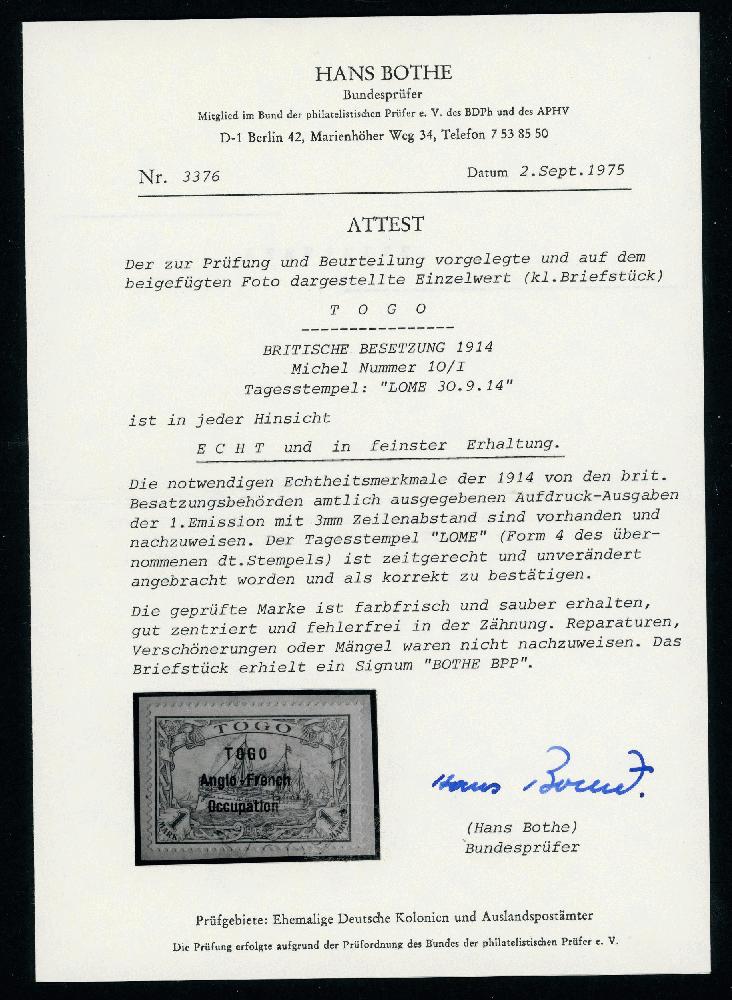 HANS BOTHE
Bundesprüfer
Mitglied im Bund der philatelistischen Prüfer e. V. des BDPh und des APHV
D-1 Berlin 42, Marienhöher Weg 34, Telefon 7 53 85 50
Nr. 3376 Datum 2.Sept.1975
ATTEST
Der zur Prüfung und Beurteilung vorgelegte und auf dem
beigefügten Foto dargestellte Einzelwert (kl.Briefstück)
T O G O
----------------
BRITISCHE BESETZUNG 1914
Michel Nummer 10/I
Tagesstempel: "LOME 30.9.14"
ist in jeder Hinsicht
E C H T und in feinster Erhaltung.
Die notwendigen Echtheitsmerkmale der 1914 von den brit.
Besatzungsbehörden amtlich ausgegebenen Aufdruck-Ausgaben
der 1.Emission mit 3mm Zeilenabstand sind vorhanden und
nachzuweisen. Der Tagesstempel "LOME" (Form 4 des über-
nommenen dt.Stempels) ist zeitgerecht und unverändert
angebracht worden und als korrekt zu bestätigen.
Die geprüfte Marke ist farbfrisch und sauber erhalten,
gut zentriert und fehlerfrei in der Zähnung. Reparaturen,
Verschönerungen oder Mängel waren nicht nachzuweisen. Das
Briefstück erhielt ein Signum "BOTHE BPP".
TOGO
TOGO
Anglo-French
Occupation
1 MARK 1 MARK
Hans Bothe
(Hans Bothe)
Bundesprüfer
Prüfgebiete: Ehemalige Deutsche Kolonien und Auslandspostämter
Die Prüfung erfolgte aufgrund der Prüfordnung des Bundes der philatelistischen Prüfer e. V.